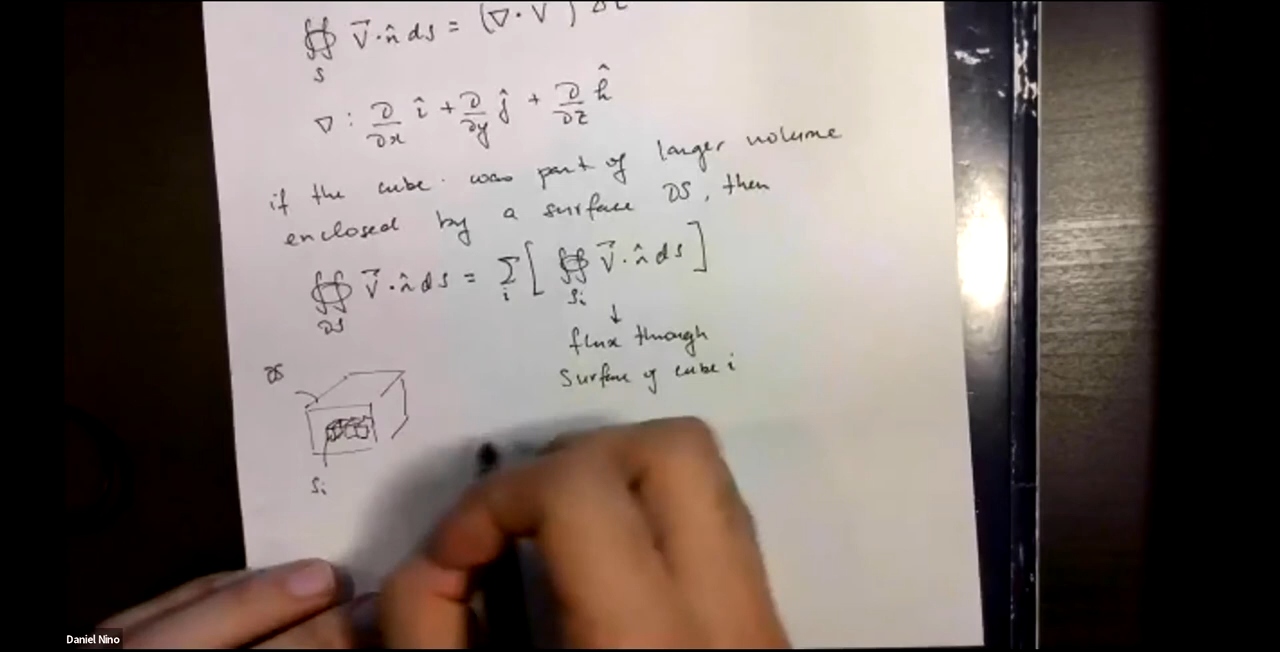 ∯ V⃗·n̂ ds = (∇·V⃗)
S
∇ : ∂/∂x î + ∂/∂y ĵ + ∂/∂z k̂
if the cube was part of larger volume
enclosed by a surface ∂S, then
∯ V⃗·n̂ ds = Σ [ ∯ V⃗·n̂ ds ]
∂S i Si
↓
flux through
Surface of cube i
∂S
Si
Daniel Nino